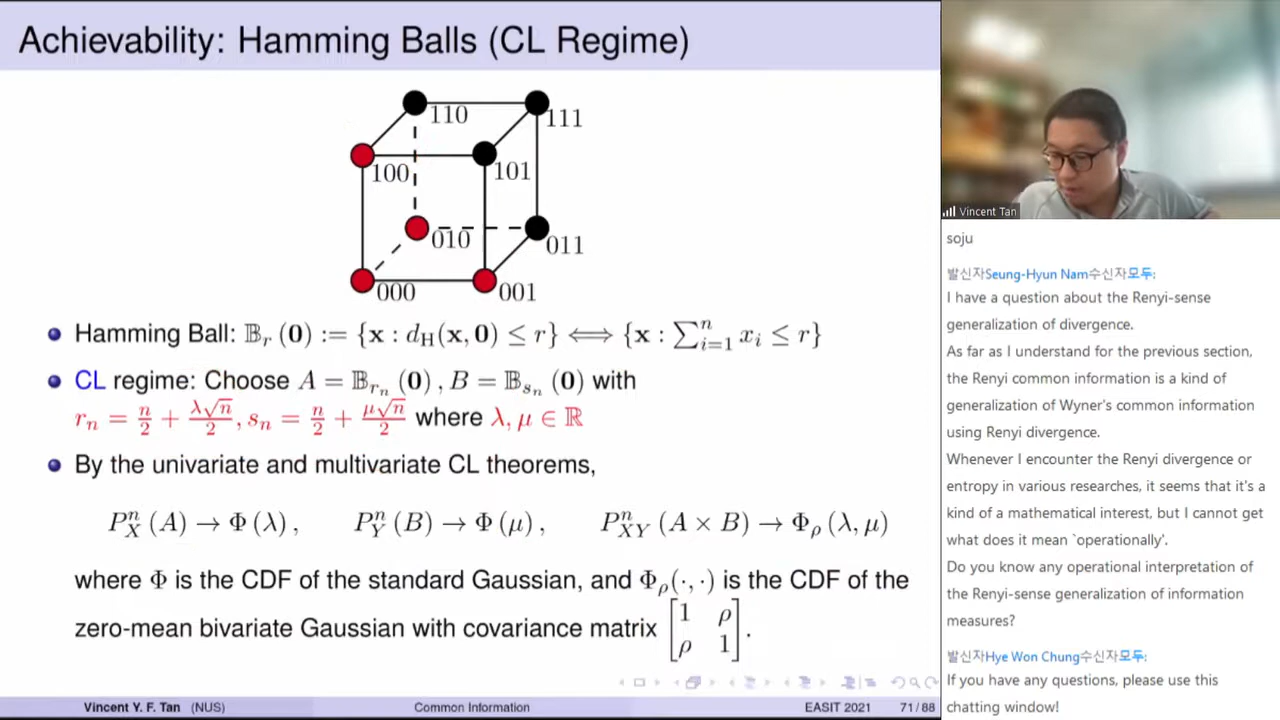 Achievability: Hamming Balls (CL Regime)
110
111
100
101
010
011
000
001
Hamming Ball: 𝔹_r (𝟎) := {𝐱 : d_H(𝐱, 𝟎) ≤ r} ⟺ {𝐱 : ∑_{i=1}^n x_i ≤ r}
CL regime: Choose A = 𝔹_{r_n} (𝟎) , B = 𝔹_{s_n} (𝟎) with
r_n = n/2 + λ√n/2, s_n = n/2 + μ√n/2 where λ, μ ∈ ℝ
By the univariate and multivariate CL theorems,
P_X^n (A) → Φ (λ) , P_Y^n (B) → Φ (μ) , P_{XY}^n (A × B) → Φ_ρ (λ, μ)
where Φ is the CDF of the standard Gaussian, and Φ_ρ(·, ·) is the CDF of the
zero-mean bivariate Gaussian with covariance matrix [1 ρ; ρ 1].
Vincent Y. F. Tan (NUS) Common Information EASIT 2021 71 / 88
Vincent Tan
soju
발신자Seung-Hyun Nam수신자모두:
I have a question about the Renyi-sense
generalization of divergence.
As far as I understand for the previous section,
the Renyi common information is a kind of
generalization of Wyner's common information
using Renyi divergence.
Whenever I encounter the Renyi divergence or
entropy in various researches, it seems that it's a
kind of a mathematical interest, but I cannot get
what does it mean `operationally'.
Do you know any operational interpretation of
the Renyi-sense generalization of information
measures?
발신자Hye Won Chung수신자모두:
If you have any questions, please use this
chatting window!